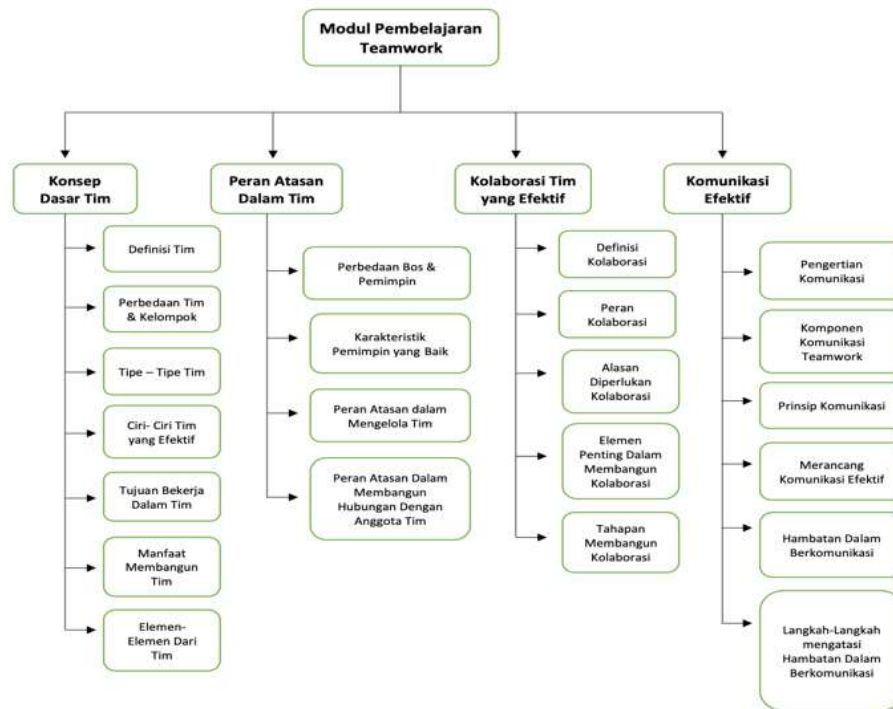 Modul Pembelajaran
Teamwork
Konsep
Dasar Tim
Definisi Tim
Perbedaan Tim
& Kelompok
Tipe – Tipe Tim
Ciri- Ciri Tim
yang Efektif
Tujuan Bekerja
Dalam Tim
Manfaat
Membangun
Tim
Elemen-
Elemen Dari
Tim
Peran Atasan
Dalam Tim
Perbedaan Bos &
Pemimpin
Karakteristik
Pemimpin yang Baik
Peran Atasan dalam
Mengelola Tim
Peran Atasan Dalam
Membangun
Hubungan Dengan
Anggota Tim
Kolaborasi Tim
yang Efektif
Definisi
Kolaborasi
Peran
Kolaborasi
Alasan
Diperlukan
Kolaborasi
Elemen
Penting Dalam
Membangun
Kolaborasi
Tahapan
Membangun
Kolaborasi
Komunikasi
Efektif
Pengertian
Komunikasi
Komponen
Komunikasi
Teamwork
Prinsip Komunikasi
Merancang
Komunikasi Efektif
Hambatan Dalam
Berkomunikasi
Langkah-Langkah
mengatasi
Hambatan Dalam
Berkomunikasi